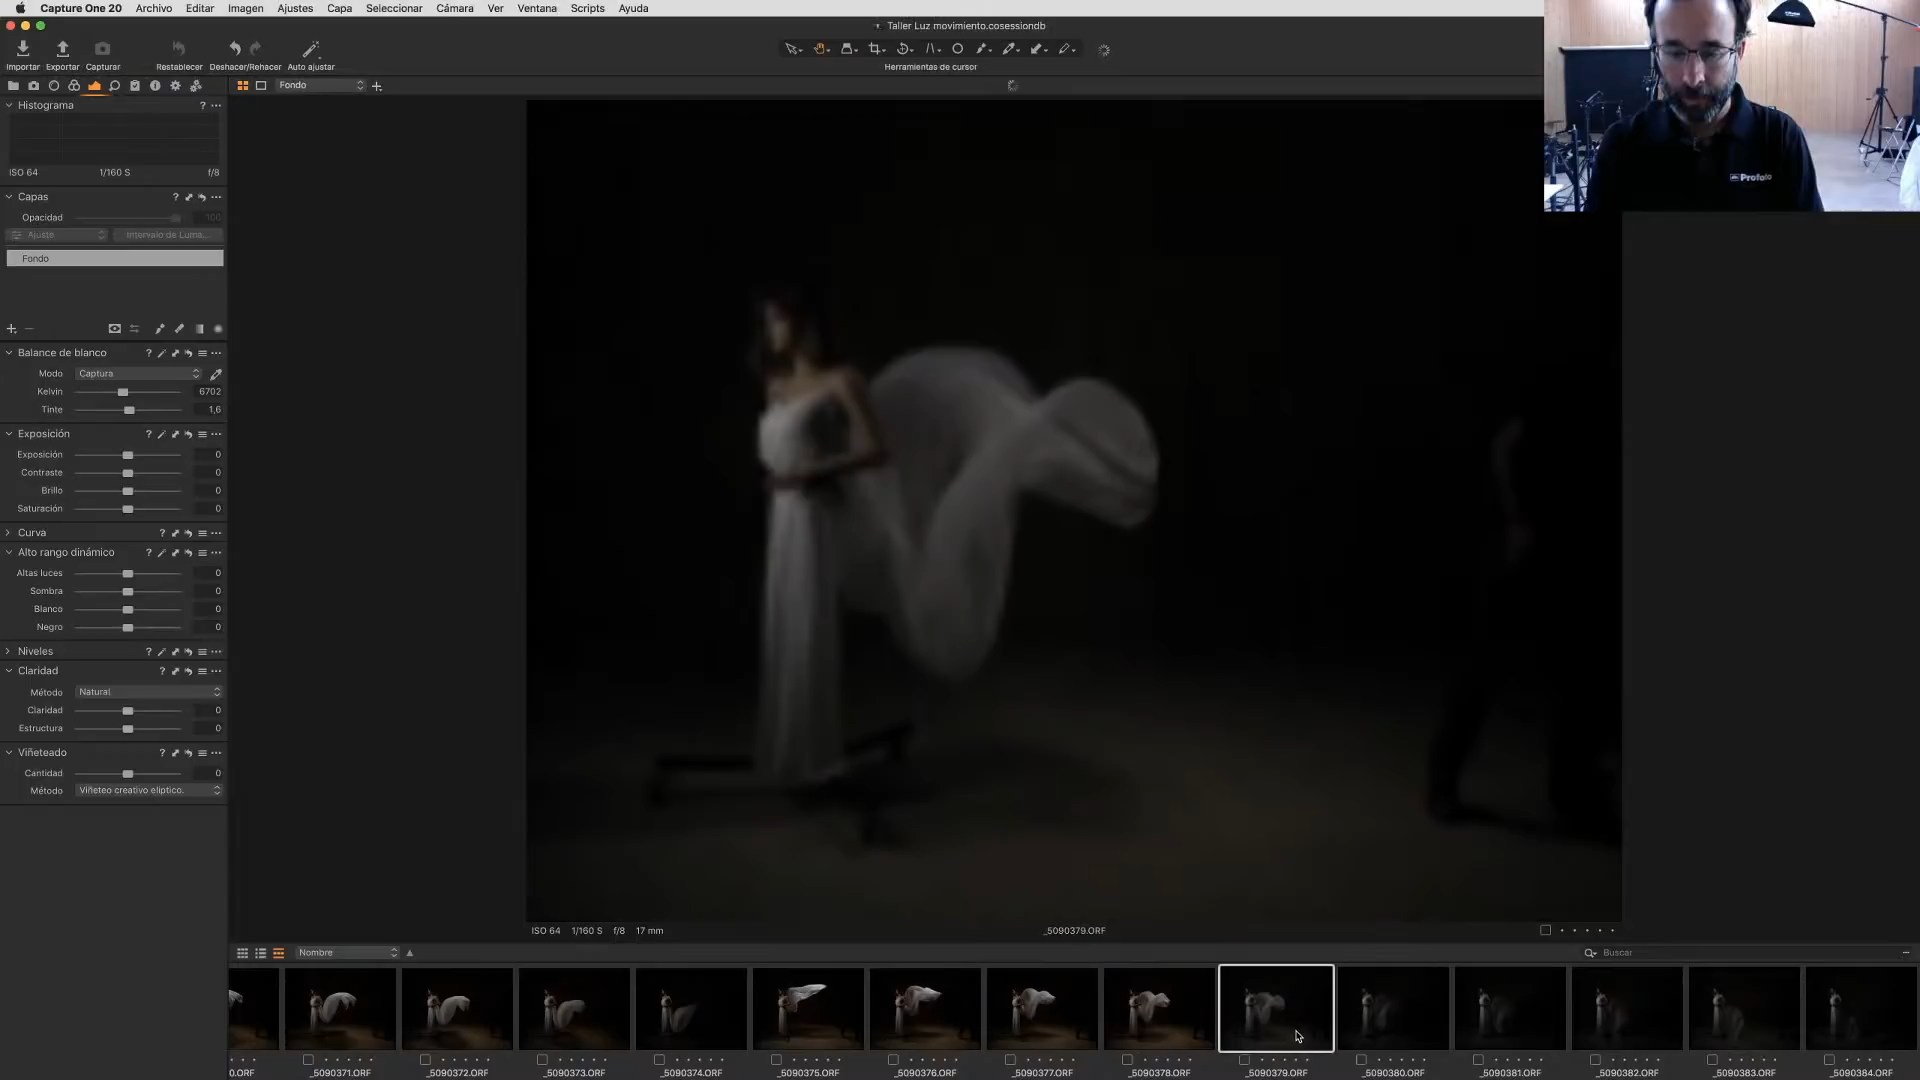 Capture One 20 Archivo Editar Imagen Ajustes Capa Seleccionar Cámara Ver Ventana Scripts Ayuda
Taller Luz movimiento.cosessiondb
Importar Exportar Capturar Restablecer Deshacer/Rehacer Auto ajustar
Herramientas de cursor
Fondo
Histograma
ISO 64 1/160 S f/8
Capas
Opacidad 100
Ajuste Intervalo de Luma...
Fondo
Balance de blanco
Modo Captura
Kelvin 6702
Tinte 1,6
Exposición
Exposición 0
Contraste 0
Brillo 0
Saturación 0
Curva
Alto rango dinámico
Altas luces 0
Sombra 0
Blanco 0
Negro 0
Niveles
Claridad
Método Natural
Claridad 0
Estructura 0
Viñeteado
Cantidad 0
Método Viñeteo creativo elíptico.
Profoto
ISO 64 1/160 S f/8 17 mm _5090379.ORF
Nombre Buscar
0.ORF _5090371.ORF _5090372.ORF _5090373.ORF _5090374.ORF _5090375.ORF _5090376.ORF _5090377.ORF _5090378.ORF _5090379.ORF _5090380.ORF _5090381.ORF _5090382.ORF _5090383.ORF _5090384.ORF